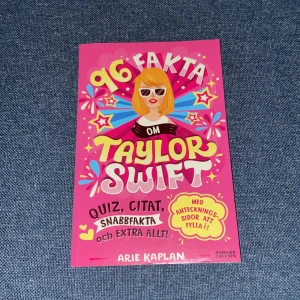 96 FAKTA
OM
TAYLOR
SWIFT
QUIZ, CITAT,
SNABBFAKTA
och EXTRA ALLT!
MED
ANTECKNINGS-
SIDOR ATT
FYLLA I!
ARIE KAPLAN